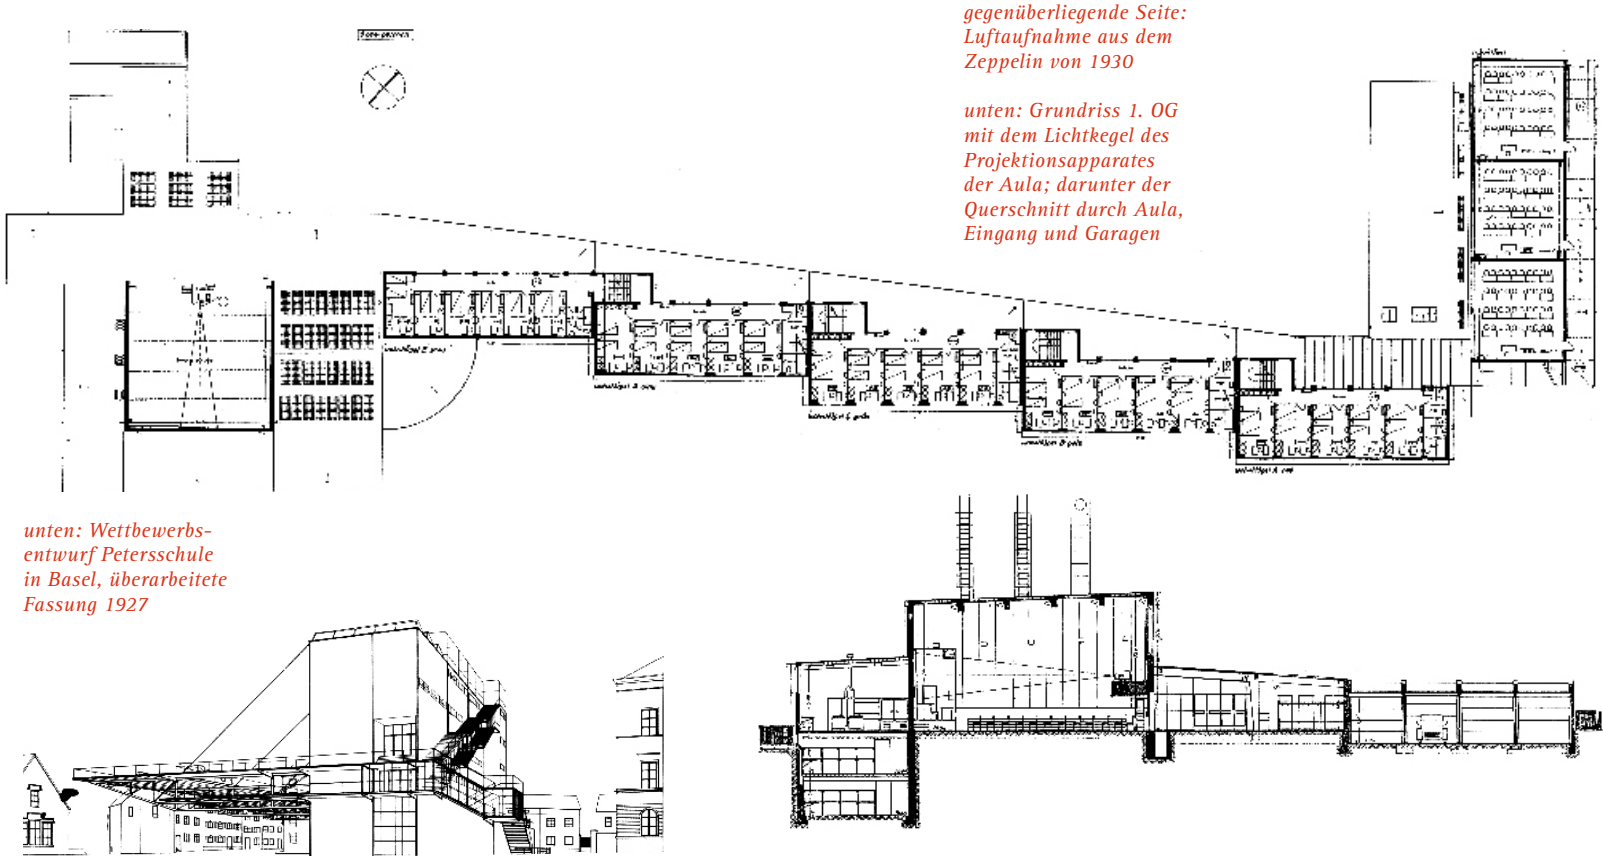 gegenüberliegende Seite:
Luftaufnahme aus dem
Zeppelin von 1930
unten: Grundriss 1. OG
mit dem Lichtkegel des
Projektionsapparates
der Aula; darunter der
Querschnitt durch Aula,
Eingang und Garagen
unten: Wettbewerbs-
entwurf Petersschule
in Basel, überarbeitete
Fassung 1927